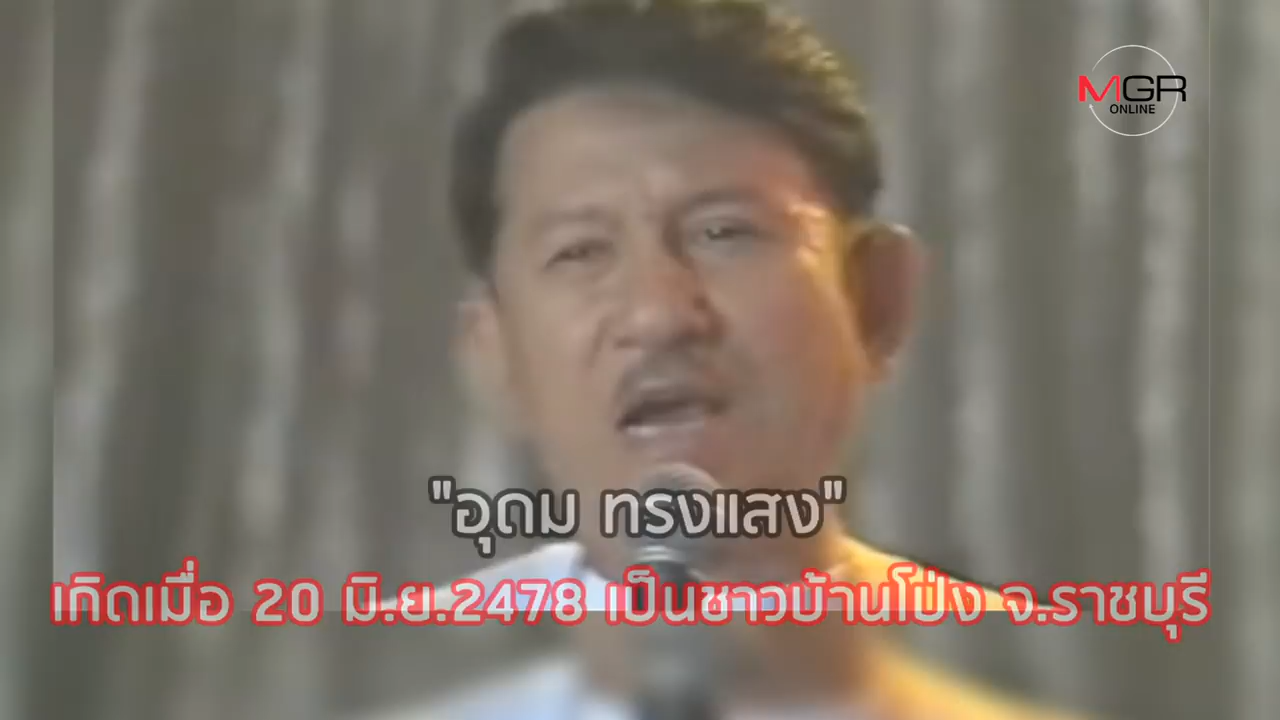 MGR
ONLINE
"อุดม ทรงแสง"
เกิดเมื่อ 20 มิ.ย.2478 เป็นชาวบ้านโป่ง จ.ราชบุรี